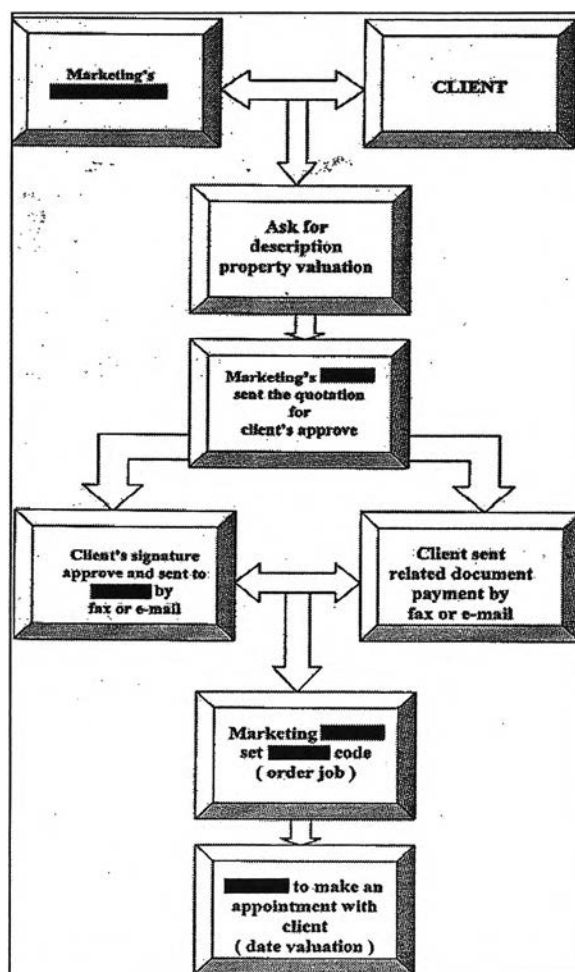 Marketing's
CLIENT
Ask for
description
property valuation
Marketing's
sent the quotation
for
client's approve
Client's signature
approve and sent to
by
fax or e-mail
Client sent
related document
payment by
fax or e-mail
Marketing
set code
( order job )
to make an
appointment with
client
( date valuation )